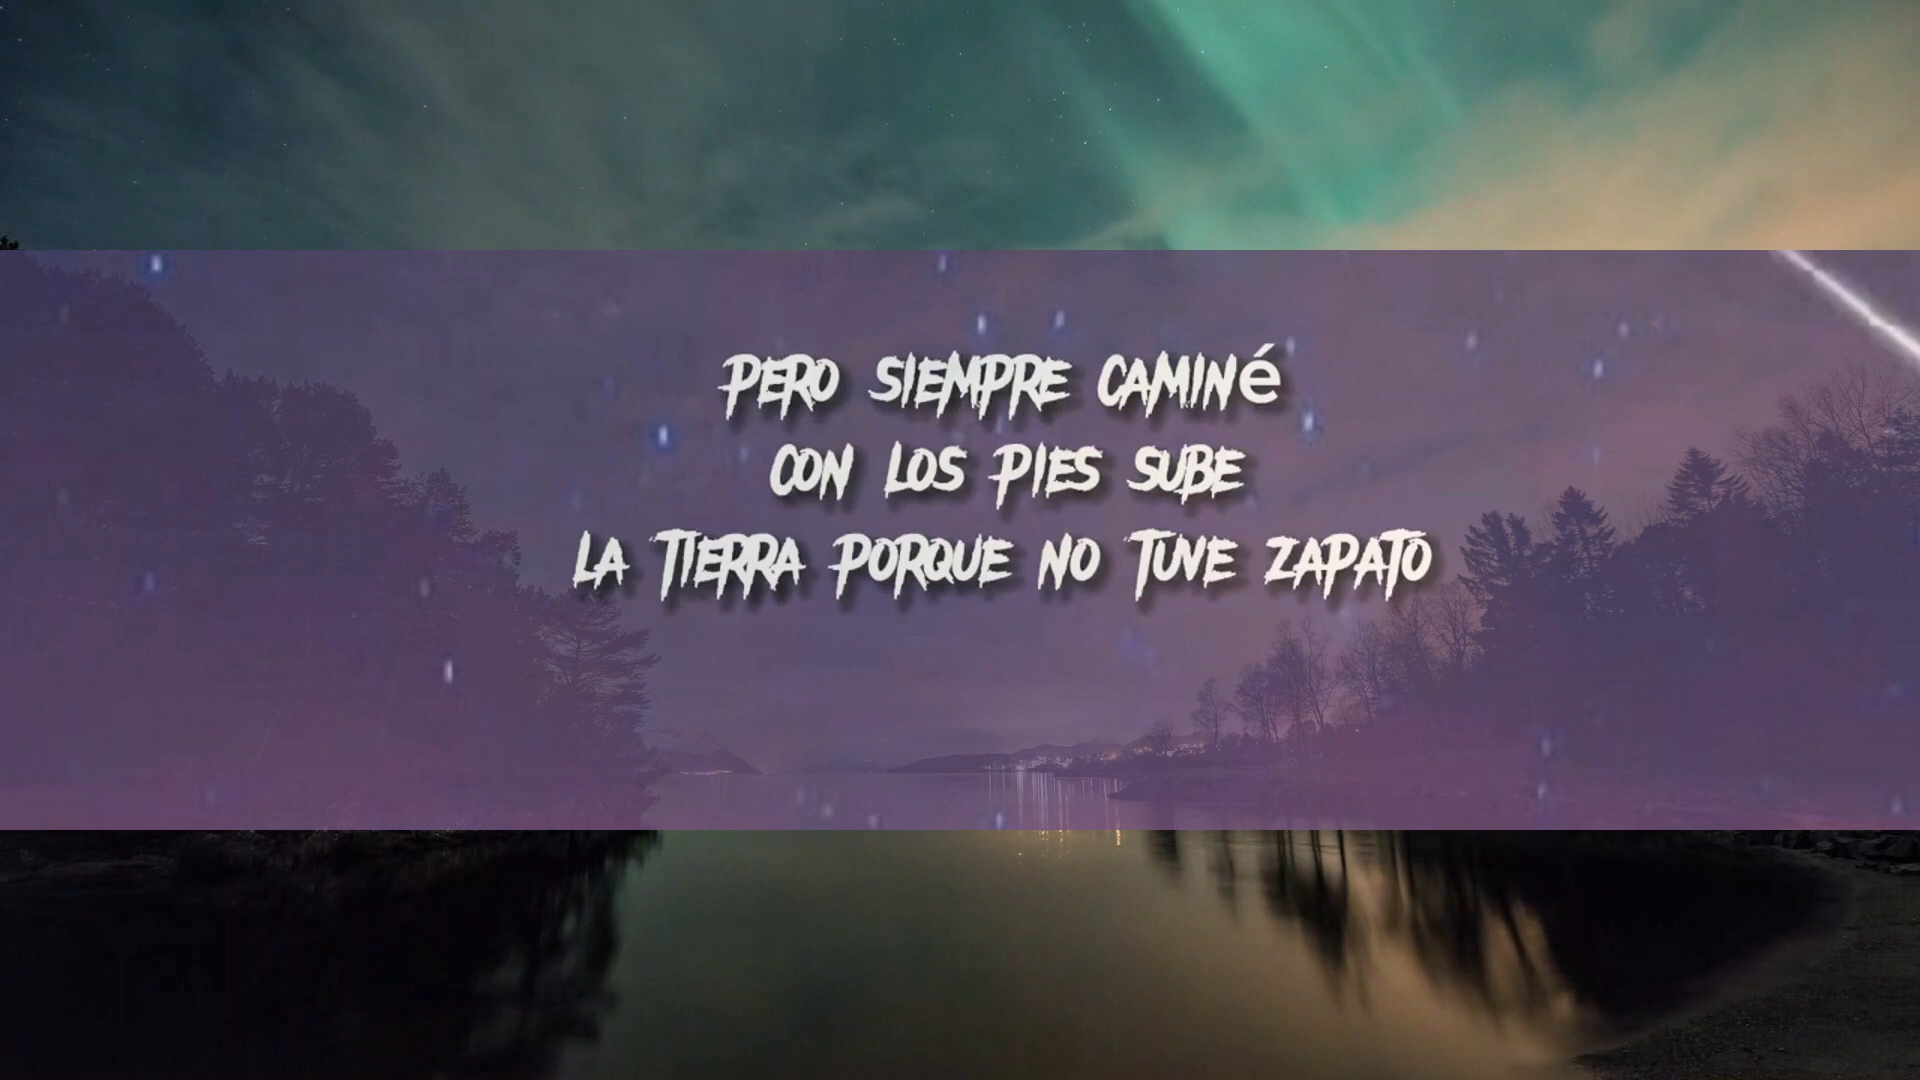 PERO SIEMPRE CAMINé
CON LOS PIES SUBE
LA TIERRA PORQUE NO TUVE ZAPATO